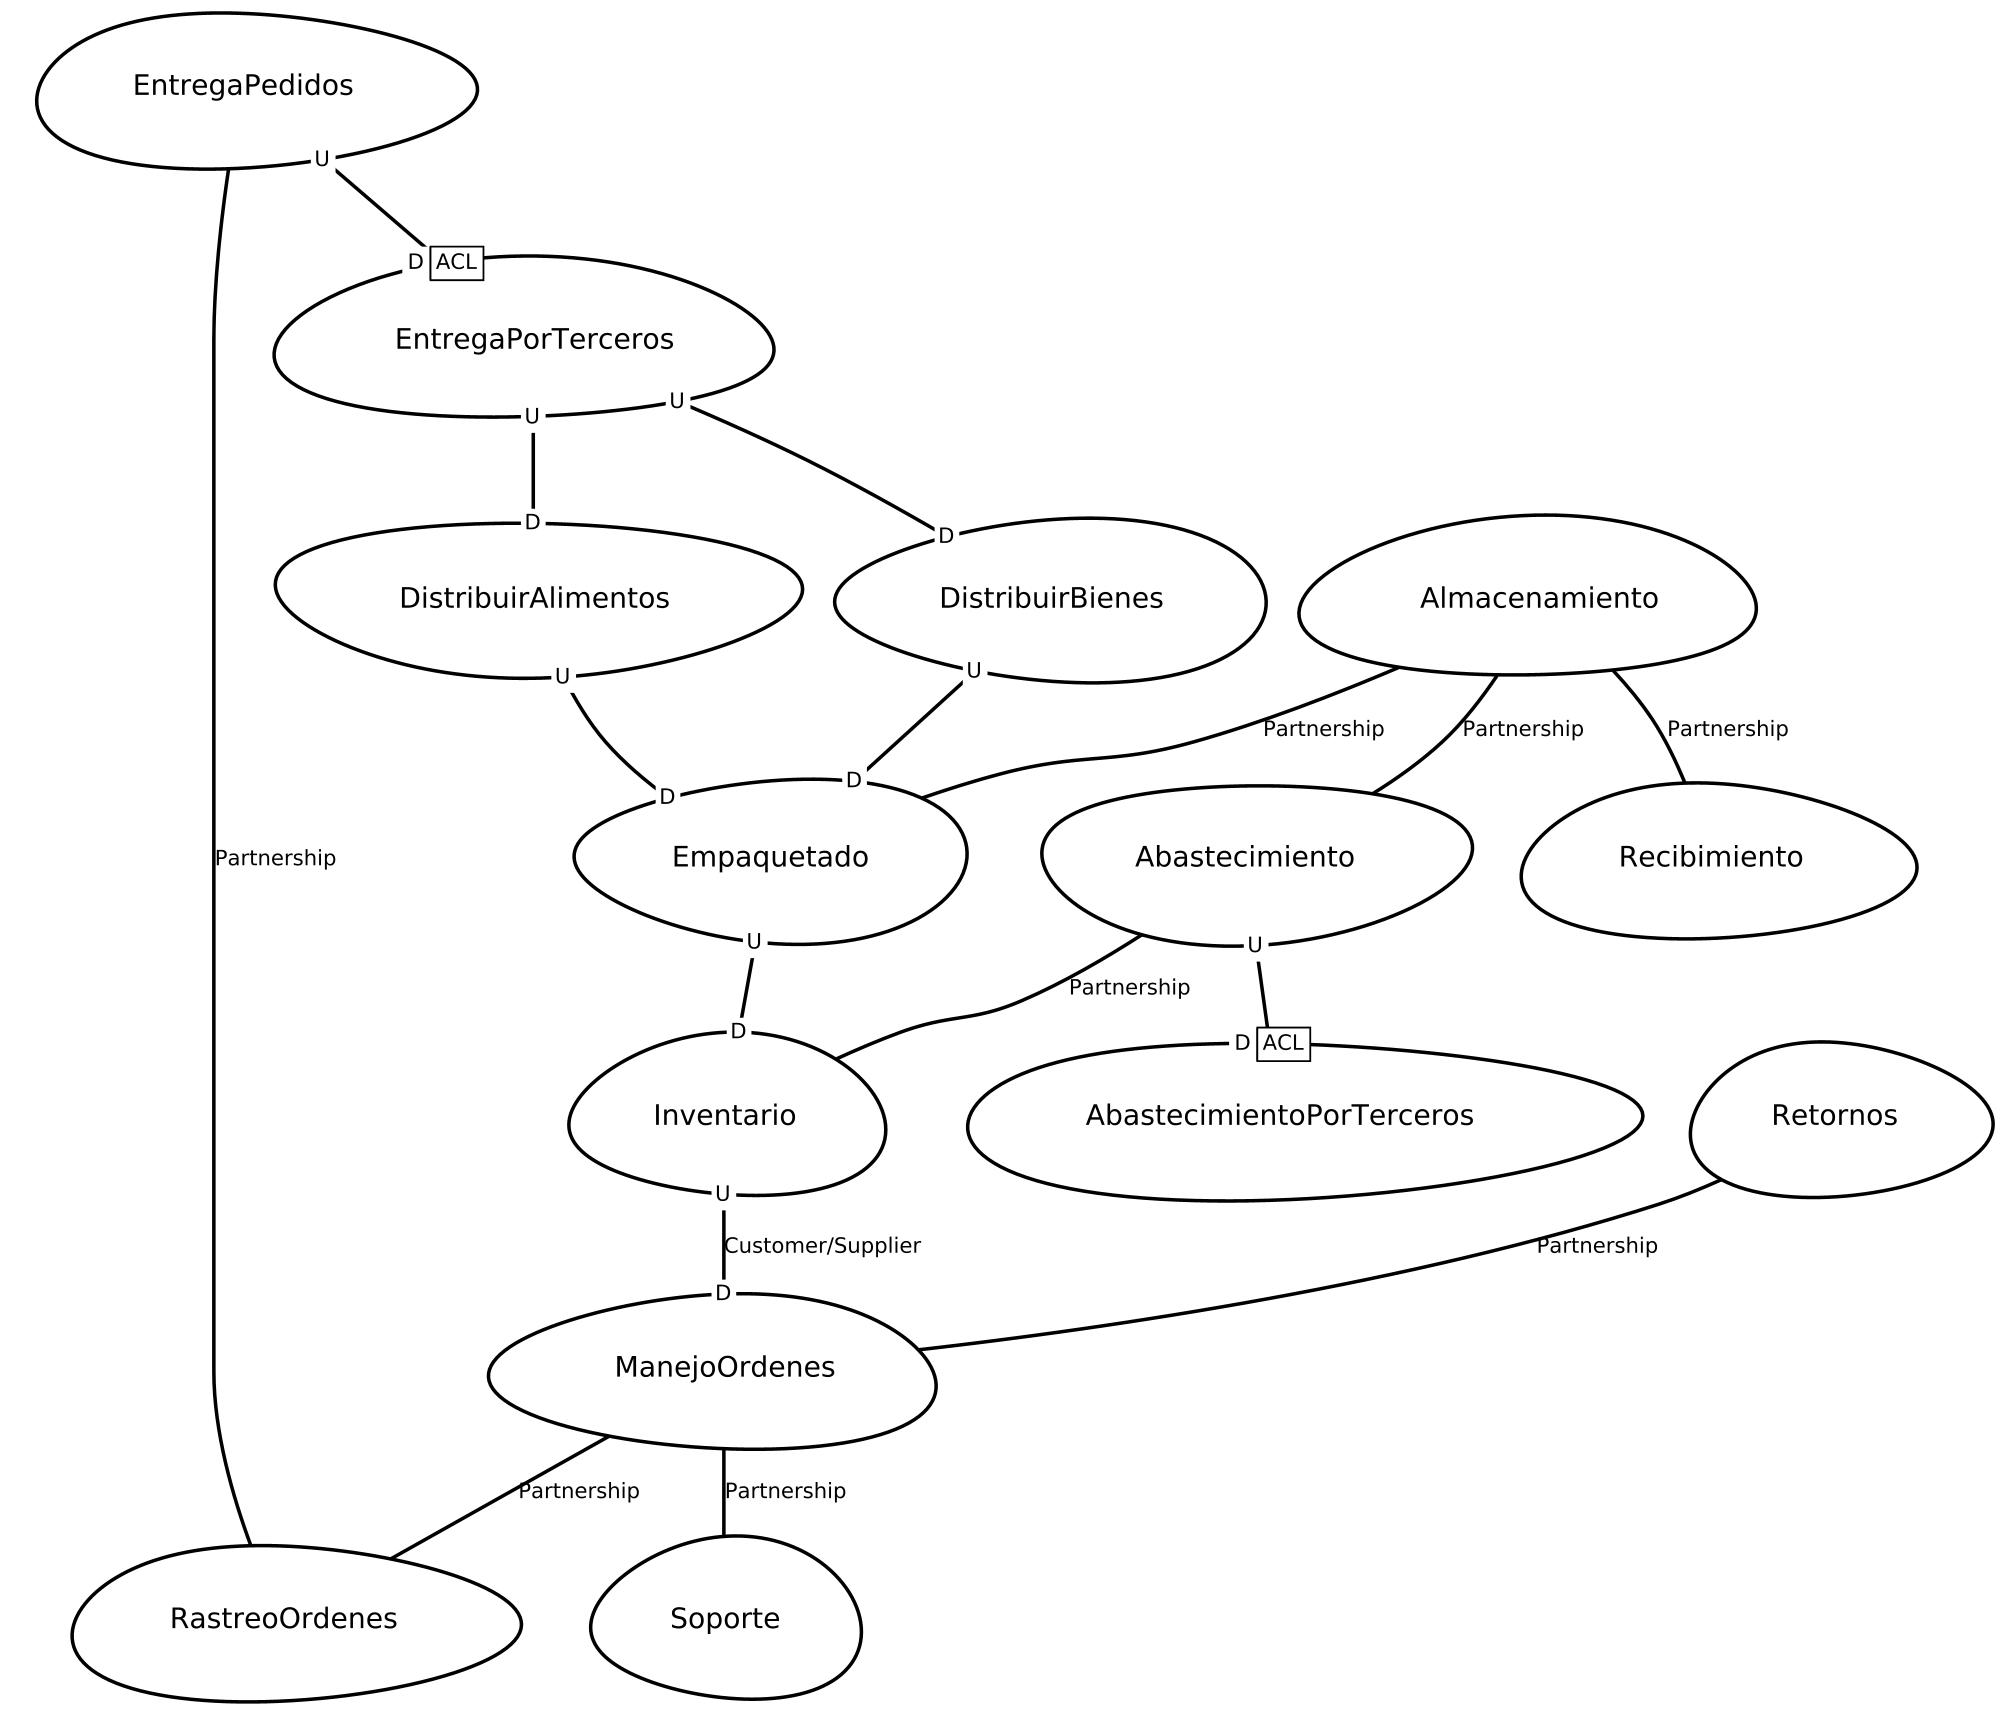 EntregaPedidos
U
D ACL
EntregaPorTerceros
U
U
D
D
DistribuirAlimentos
DistribuirBienes
Almacenamiento
U
U
Partnership
Partnership
Partnership
D
D
Empaquetado
Abastecimiento
Recibimiento
Partnership
U
U
Partnership
D
D ACL
Inventario
AbastecimientoPorTerceros
Retornos
U
Customer/Supplier
Partnership
D
ManejoOrdenes
Partnership
Partnership
RastreoOrdenes
Soporte